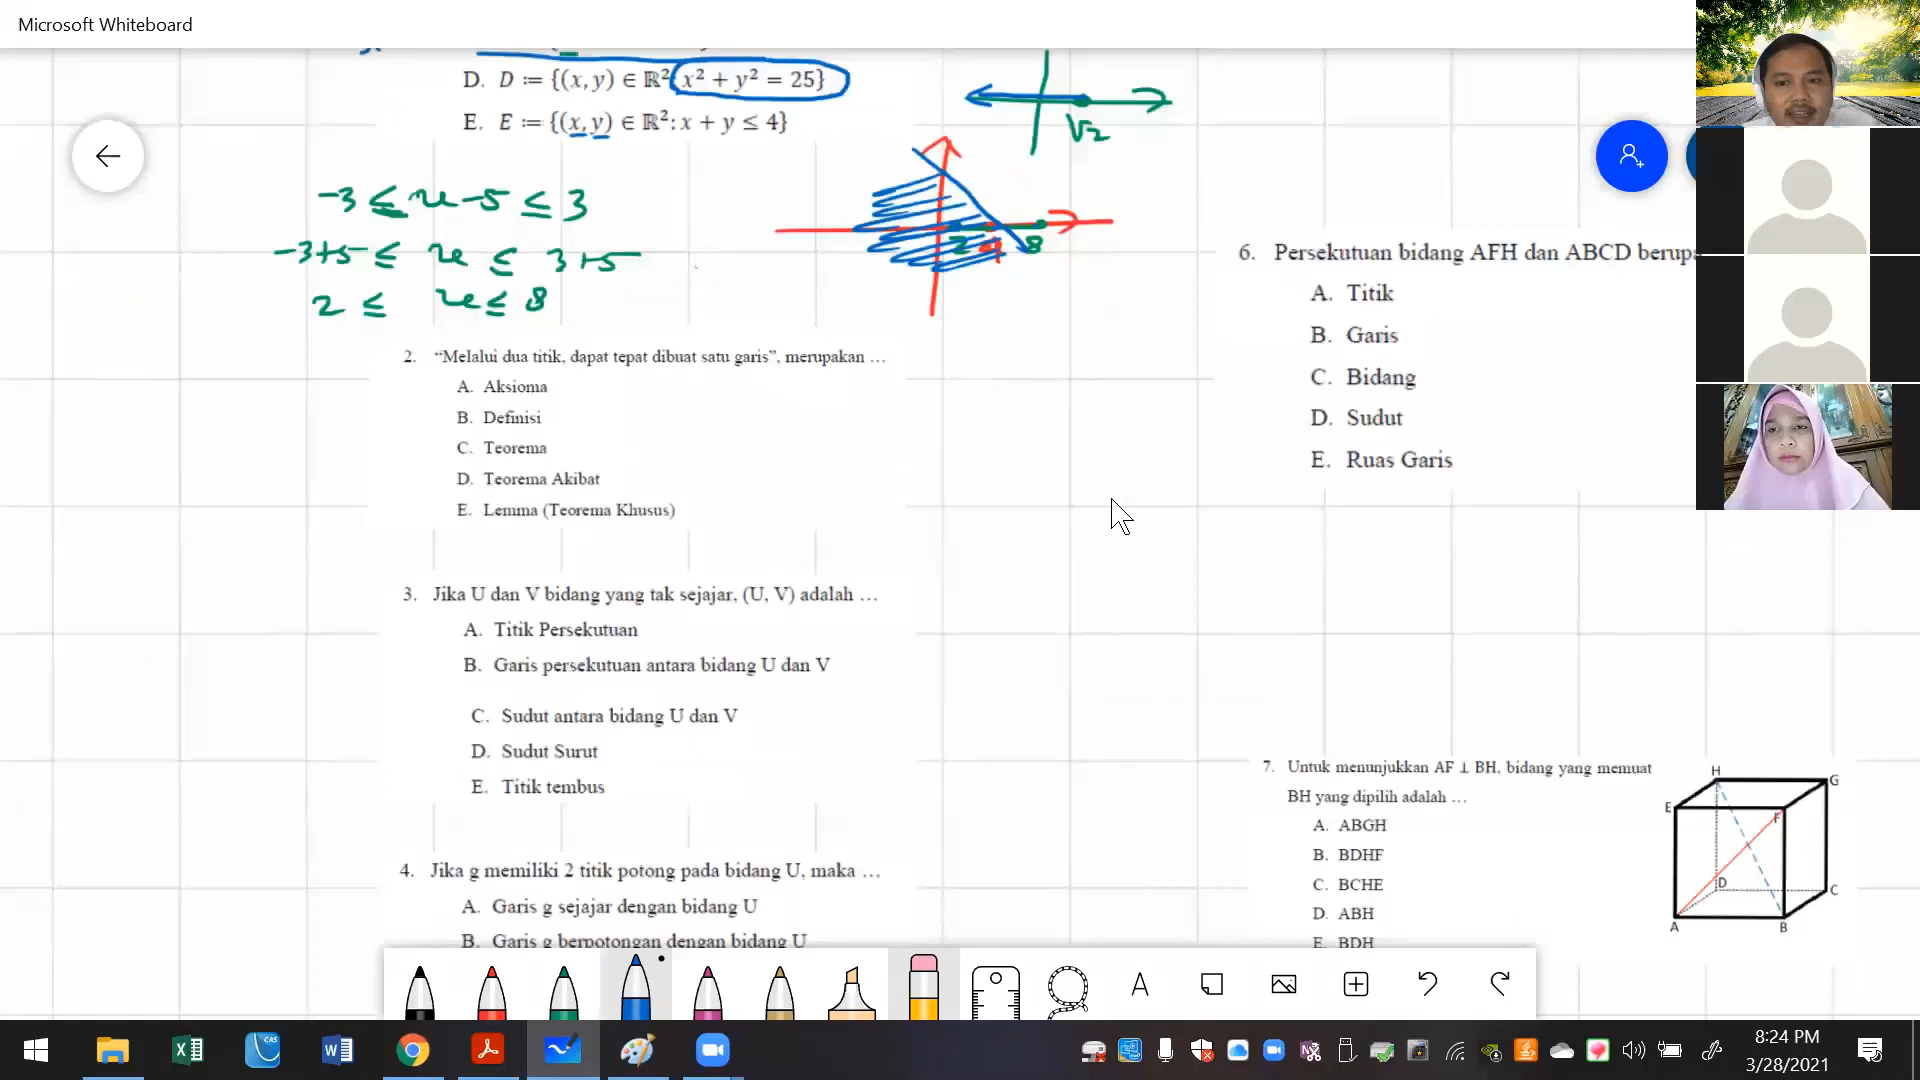 Microsoft Whiteboard
D. D ≔ {(x, y) ∈ ℝ² x² + y² = 25}
E. E ≔ {(x, y) ∈ ℝ²: x + y ≤ 4}
√2
-3 ≤ x-5 ≤ 3
-3+5 ≤ x ≤ 3+5
2 ≤ x ≤ 8
2 4 8
2. “Melalui dua titik, dapat tepat dibuat satu garis”, merupakan …
A. Aksioma
B. Definisi
C. Teorema
D. Teorema Akibat
E. Lemma (Teorema Khusus)
3. Jika U dan V bidang yang tak sejajar, (U, V) adalah …
A. Titik Persekutuan
B. Garis persekutuan antara bidang U dan V
C. Sudut antara bidang U dan V
D. Sudut Surut
E. Titik tembus
4. Jika g memiliki 2 titik potong pada bidang U, maka …
A. Garis g sejajar dengan bidang U
B. Garis g berpotongan dengan bidang U
6. Persekutuan bidang AFH dan ABCD
A. Titik
B. Garis
C. Bidang
D. Sudut
E. Ruas Garis
7. Untuk menunjukkan AF ⊥ BH, bidang yang memuat
BH yang dipilih adalah …
A. ABGH
B. BDHF
C. BCHE
D. ABH
E. BDH
H
G
E
F
D
C
A
B
A
CAS
8:24 PM
3/28/2021